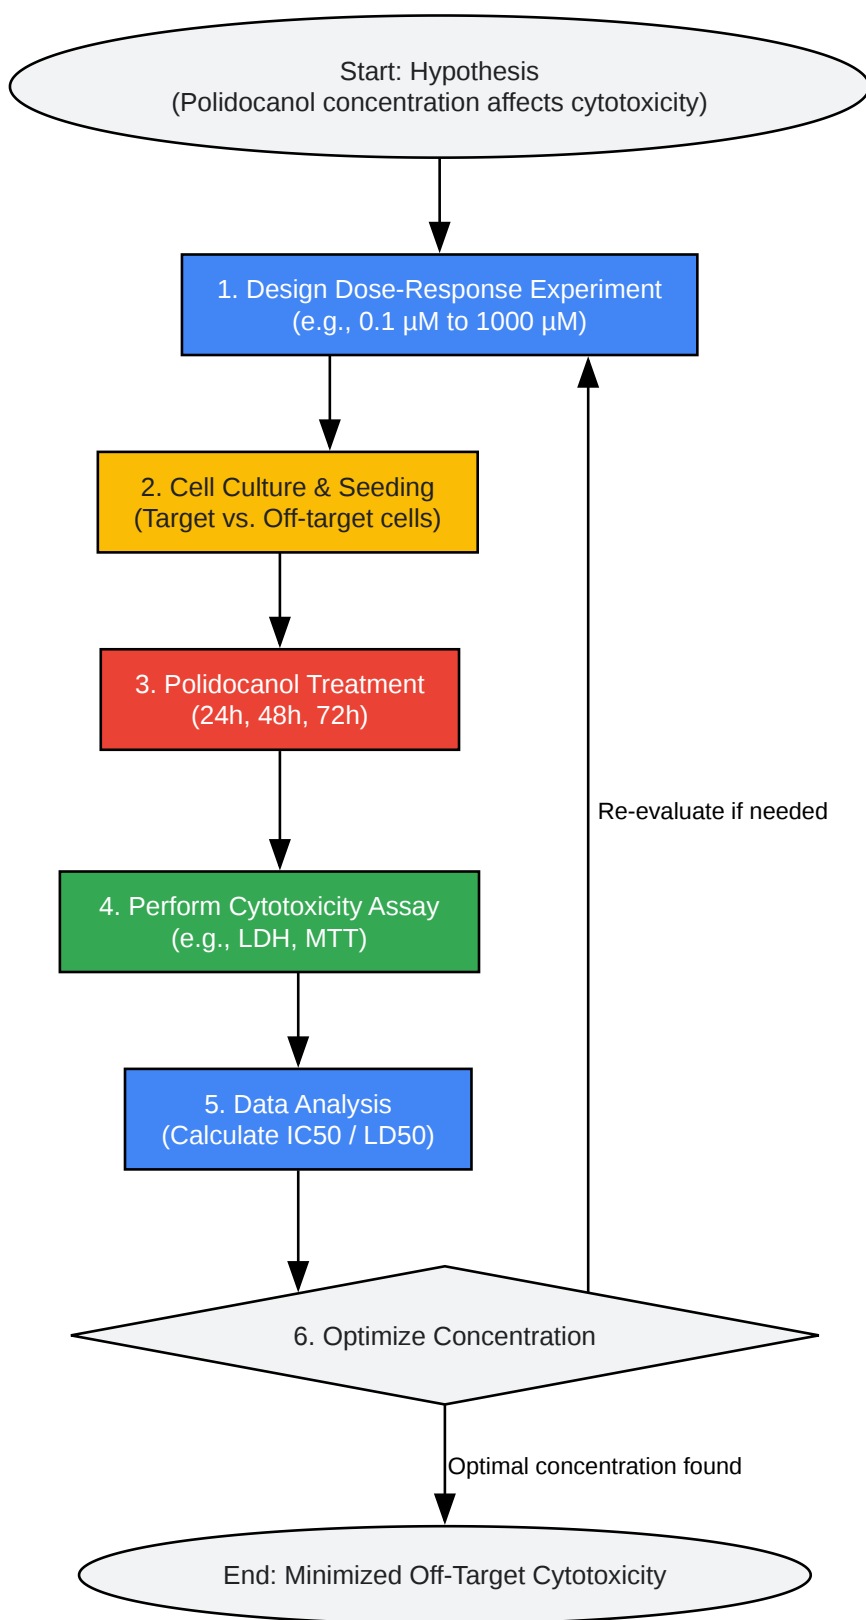 Start: Hypothesis
(Polidocanol concentration affects cytotoxicity)
1. Design Dose-Response Experiment
(e.g., 0.1 µM to 1000 µM)
2. Cell Culture & Seeding
(Target vs. Off-target cells)
3. Polidocanol Treatment
(24h, 48h, 72h)
Re-evaluate if needed
4. Perform Cytotoxicity Assay
(e.g., LDH, MTT)
5. Data Analysis
(Calculate IC50 / LD50)
6. Optimize Concentration
Optimal concentration found
End: Minimized Off-Target Cytotoxicity